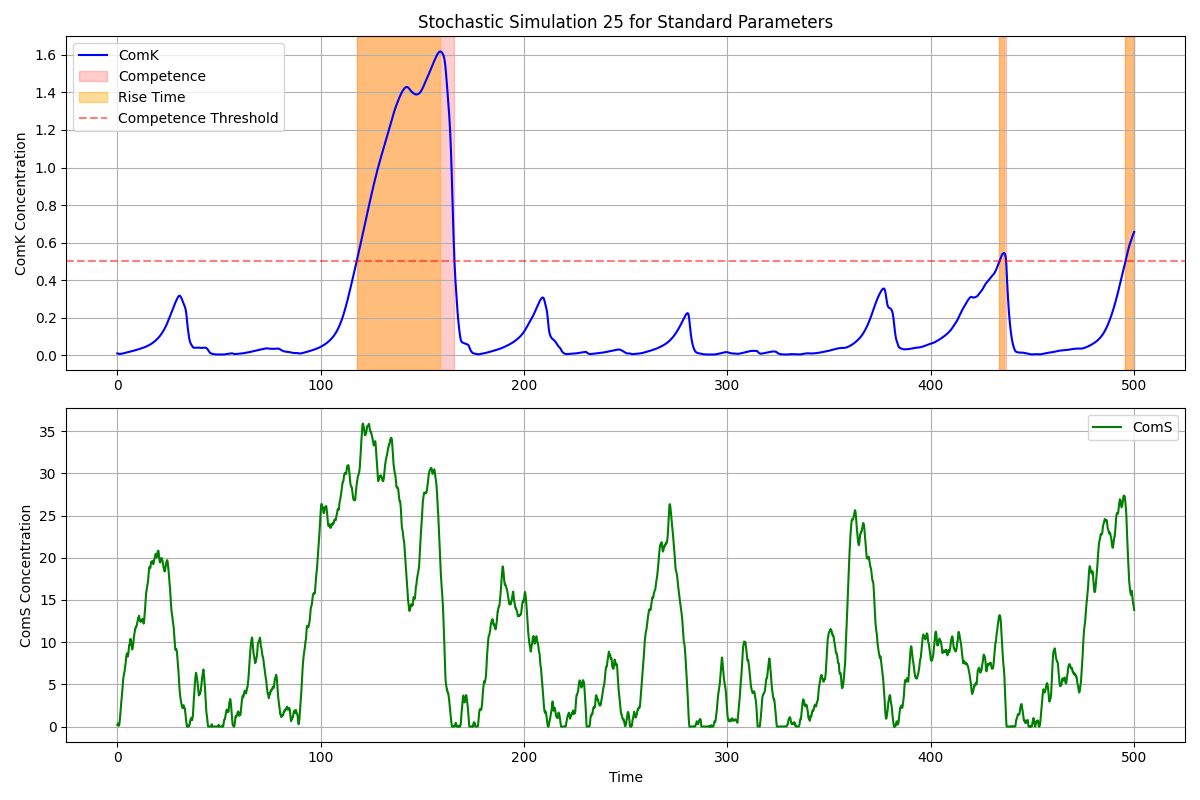 Stochastic Simulation 25 for Standard Parameters
ComK Concentration
1.6
1.4
1.2
1.0
0.8
0.6
0.4
0.2
0.0
ComK
Competence
Rise Time
Competence Threshold
0 100 200 300 400 500
ComS Concentration
35
30
25
20
15
10
5
0
ComS
0 100 200 300 400 500
Time